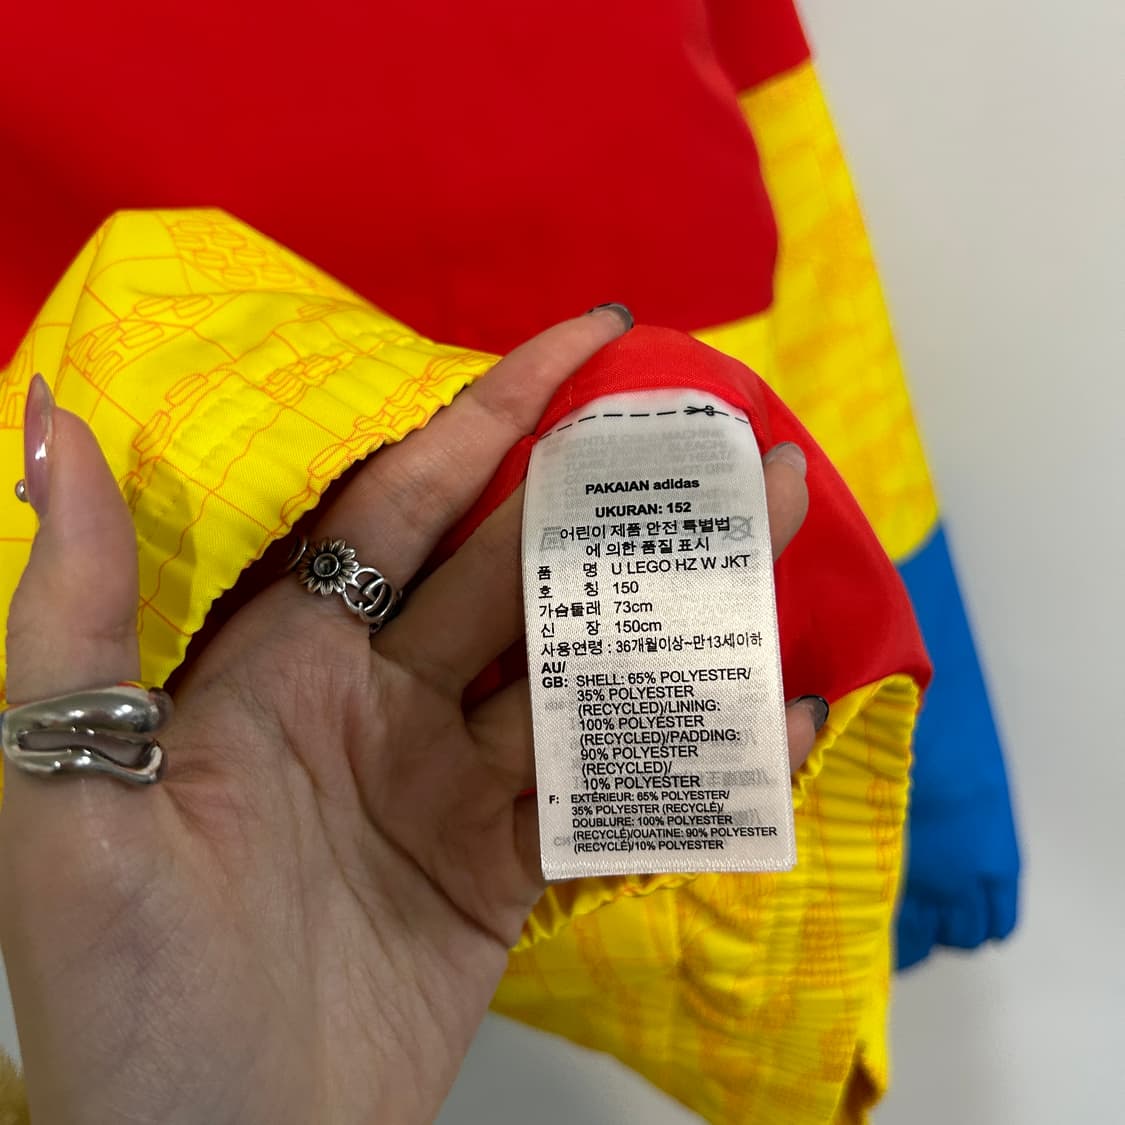 PAKAIAN adidas
UKURAN: 152
어린이 제품 안전 특별법
에 의한 품질 표시
품 명 U LEGO HZ W JKT
호 칭 150
가슴둘레 73cm
신 장 150cm
사용연령 : 36개월이상~만13세이하
AU/
GB: SHELL: 65% POLYESTER/
35% POLYESTER
(RECYCLED)/LINING:
100% POLYESTER
(RECYCLED)/PADDING:
90% POLYESTER
(RECYCLED)/
10% POLYESTER
F: EXTÉRIEUR: 65% POLYESTER/
35% POLYESTER (RECYCLÉ)/
DOUBLURE: 100% POLYESTER
(RECYCLÉ)/OUATINE: 90% POLYESTER
(RECYCLÉ)/10% POLYESTER